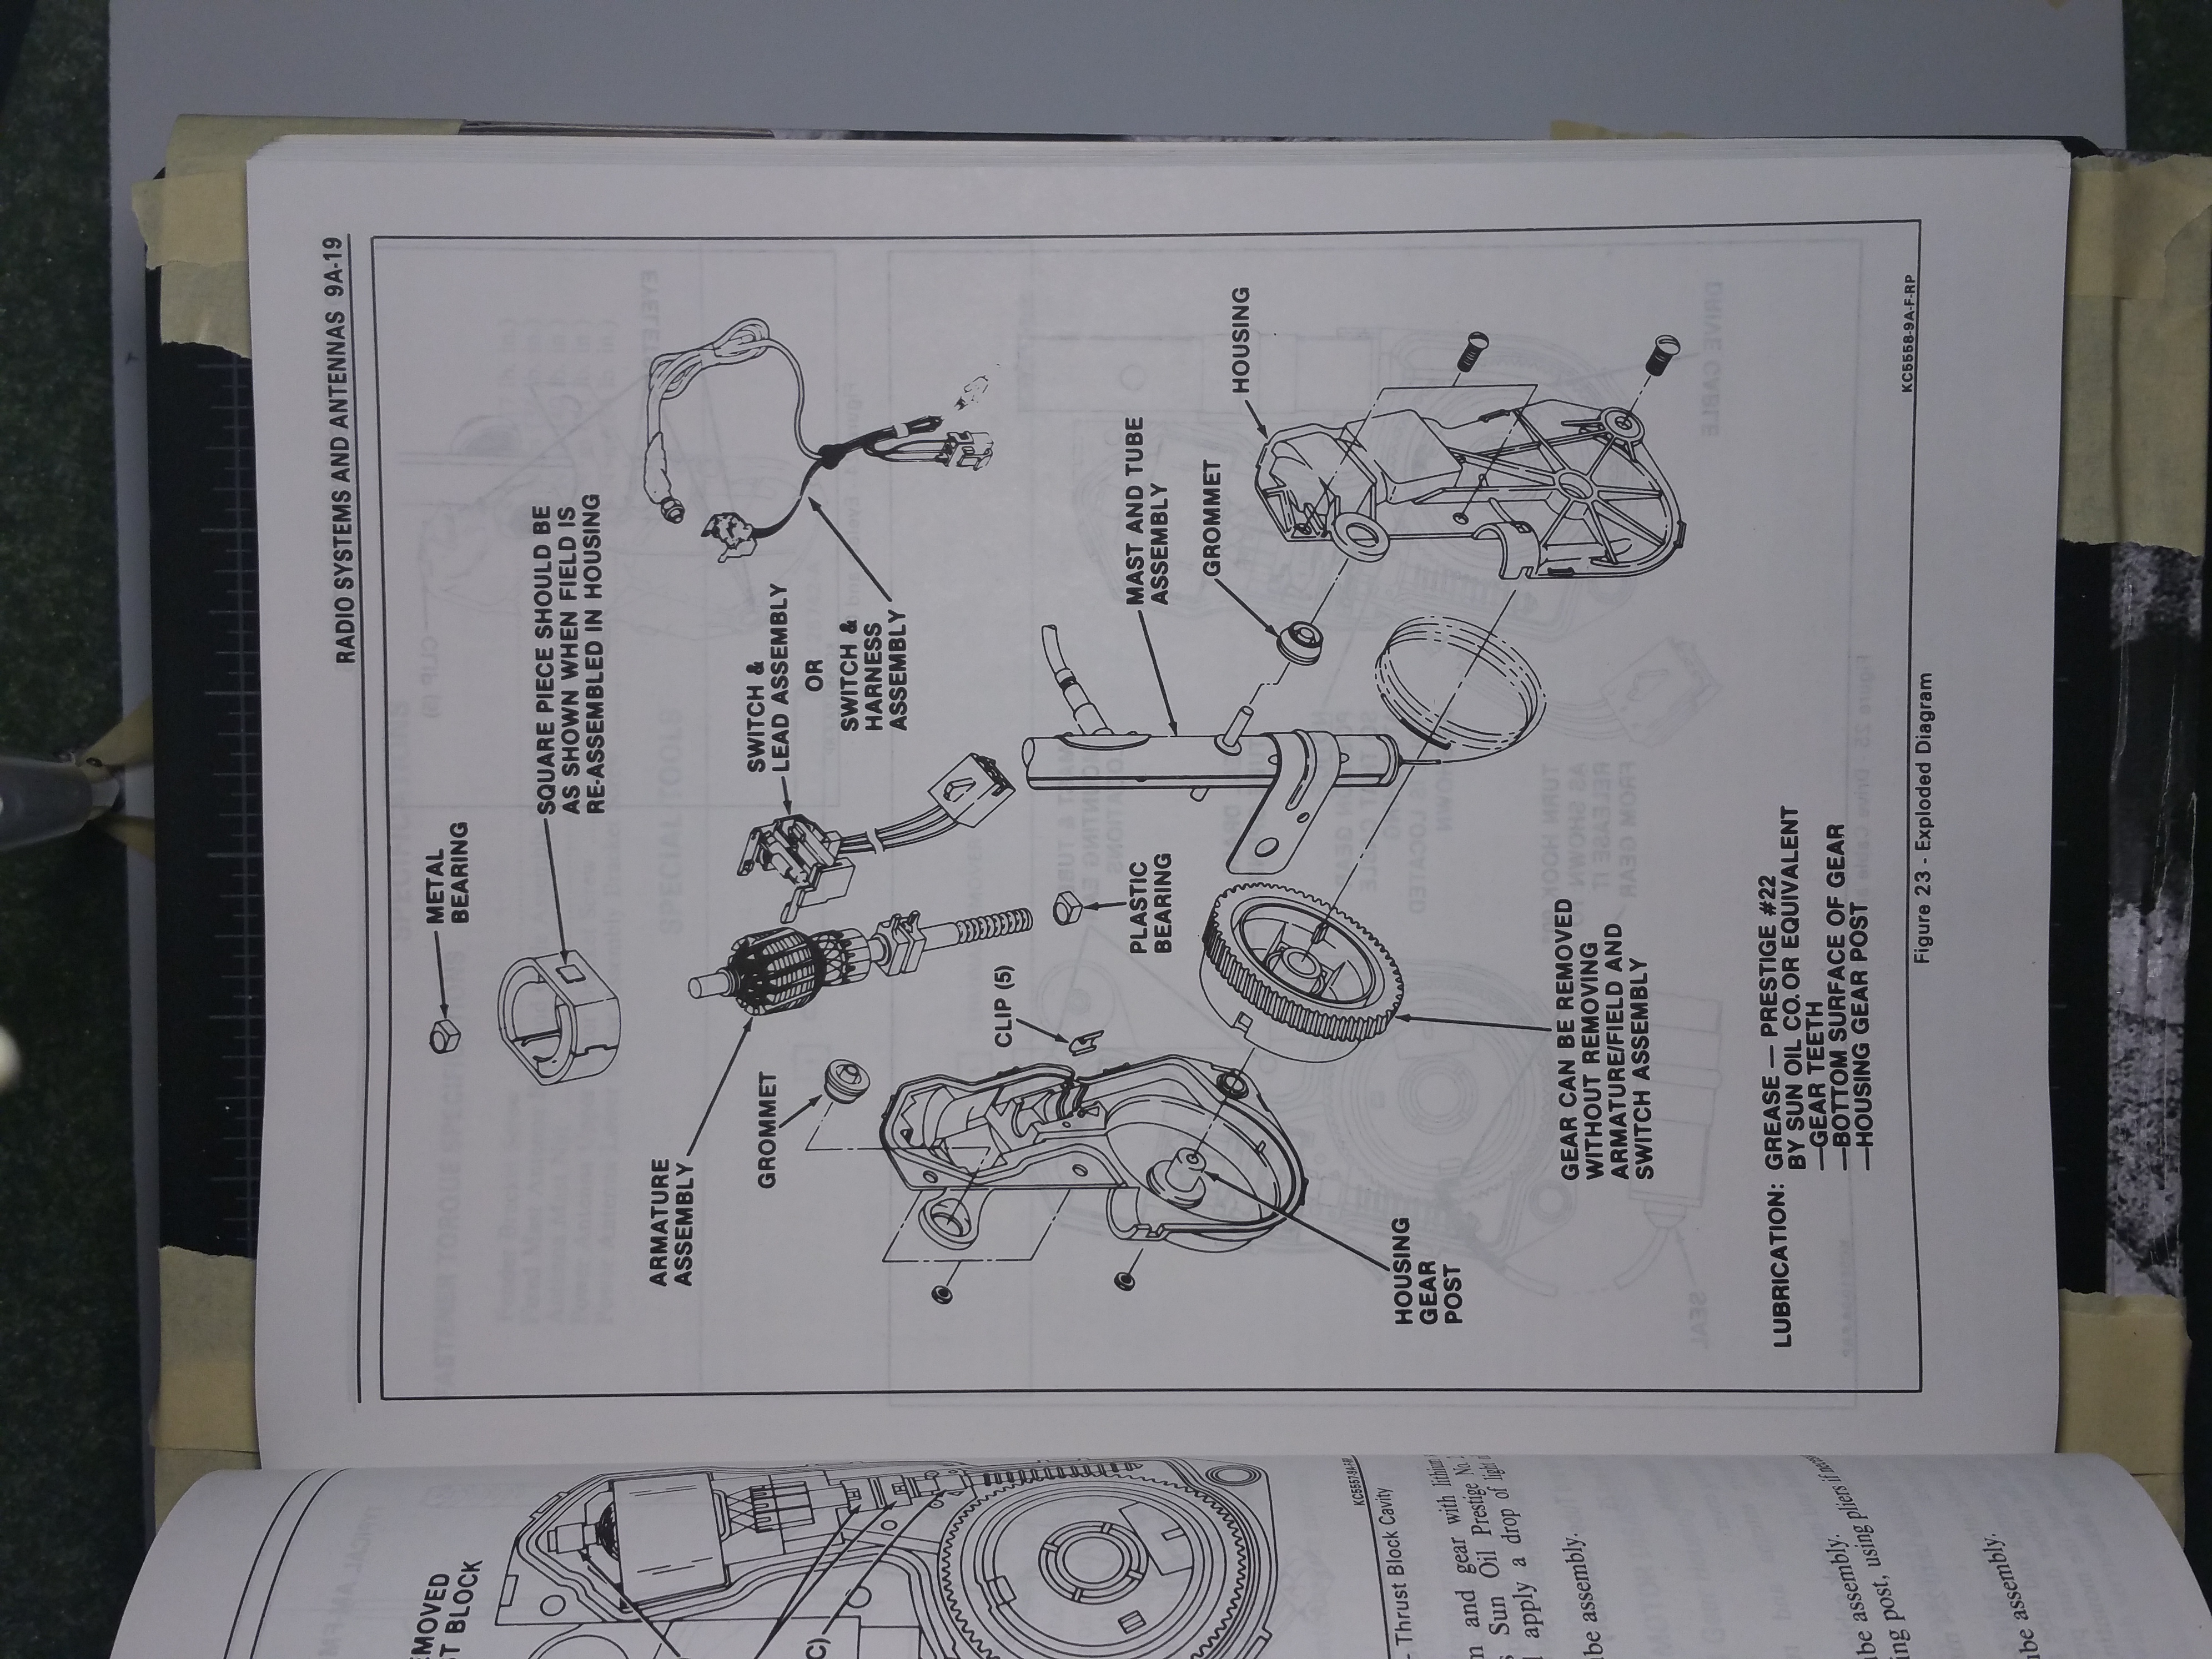 RADIO SYSTEMS AND ANTENNAS 9A-19
METAL
BEARING
SQUARE PIECE SHOULD BE
AS SHOWN WHEN FIELD IS
RE-ASSEMBLED IN HOUSING
ARMATURE
ASSEMBLY
SWITCH &
LEAD ASSEMBLY
OR
SWITCH &
HARNESS
ASSEMBLY
GROMMET
CLIP (5)
PLASTIC
BEARING
MAST AND TUBE
ASSEMBLY
GROMMET
HOUSING
HOUSING
GEAR
POST
GEAR CAN BE REMOVED
WITHOUT REMOVING
ARMATURE/FIELD AND
SWITCH ASSEMBLY
LUBRICATION: GREASE — PRESTIGE #22
BY SUN OIL CO. OR EQUIVALENT
—GEAR TEETH
—BOTTOM SURFACE OF GEAR
—HOUSING GEAR POST
KC5558-9A-F-RP
Figure 23 - Exploded Diagram
EMOVED
ST BLOCK
C)
- Thrust Block Cavity
and gear with lithium
Sun Oil Prestige No.
apply a drop of light
be assembly.
be assembly.
ing post, using pliers if
be assembly.